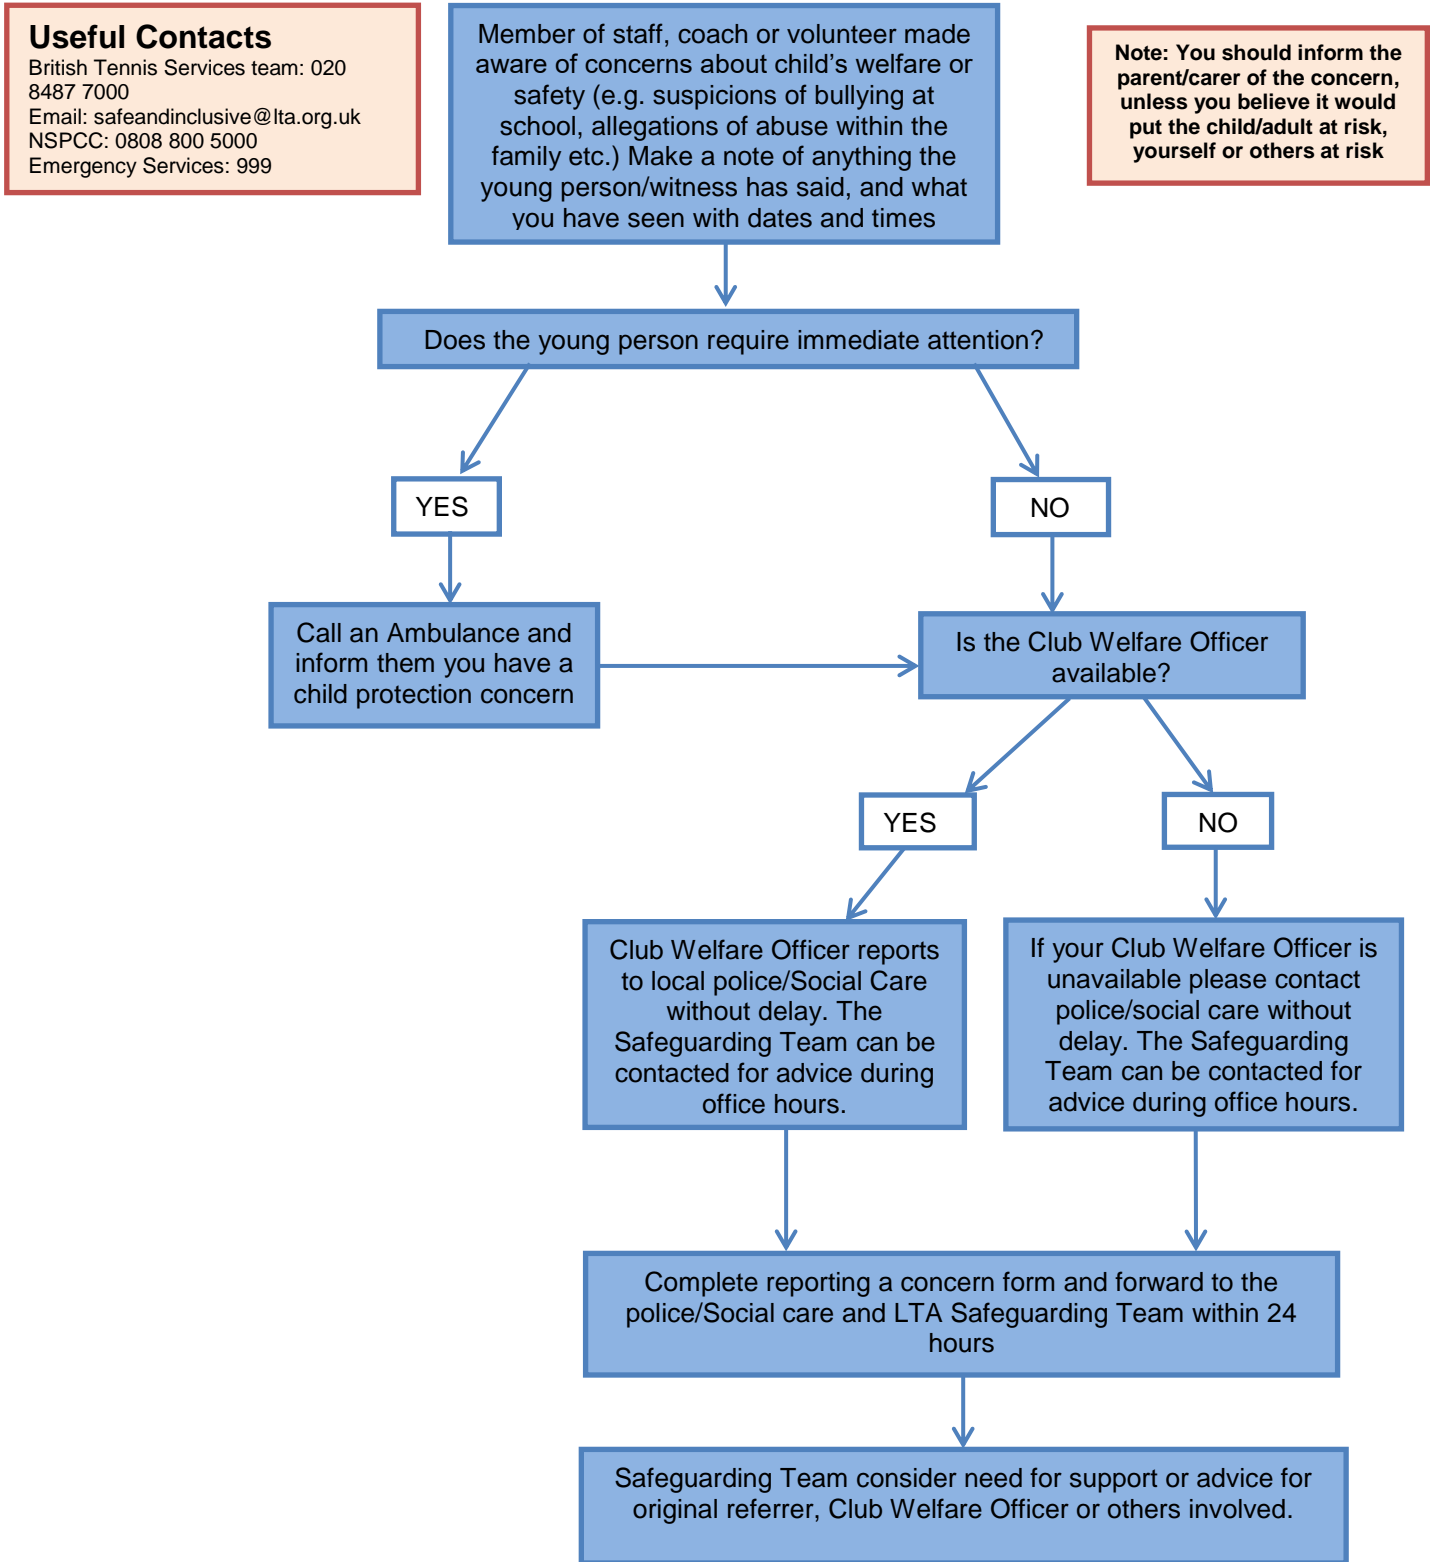 Useful Contacts
British Tennis Services team: 020
8487 7000
Email: safeandinclusive@lta.org.uk
NSPCC: 0808 800 5000
Emergency Services: 999
Member of staff, coach or volunteer made
aware of concerns about child’s welfare or
safety (e.g. suspicions of bullying at
school, allegations of abuse within the
family etc.) Make a note of anything the
young person/witness has said, and what
you have seen with dates and times
Note: You should inform the
parent/carer of the concern,
unless you believe it would
put the child/adult at risk,
yourself or others at risk
Does the young person require immediate attention?
YES
NO
Call an Ambulance and
inform them you have a
child protection concern
Is the Club Welfare Officer
available?
YES
NO
Club Welfare Officer reports
to local police/Social Care
without delay. The
Safeguarding Team can be
contacted for advice during
office hours.
If your Club Welfare Officer is
unavailable please contact
police/social care without
delay. The Safeguarding
Team can be contacted for
advice during office hours.
Complete reporting a concern form and forward to the
police/Social care and LTA Safeguarding Team within 24
hours
Safeguarding Team consider need for support or advice for
original referrer, Club Welfare Officer or others involved.